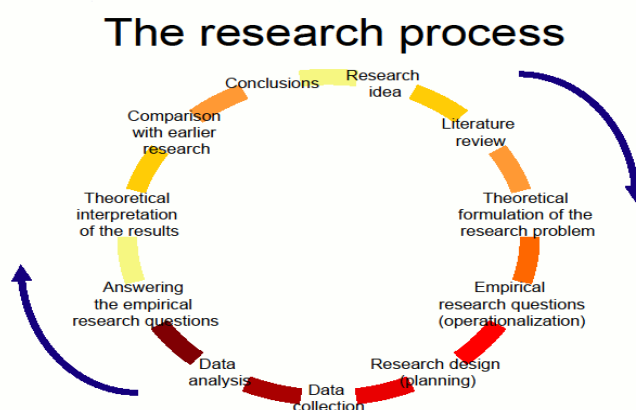 The research process
Research
idea
Literature
review
Theoretical
formulation of the
research problem
Empirical
research questions
(operationalization)
Research design
(planning)
Data
collection
Data
analysis
Answering
the empirical
research questions
Theoretical
interpretation
of the results
Comparison
with earlier
research
Conclusions